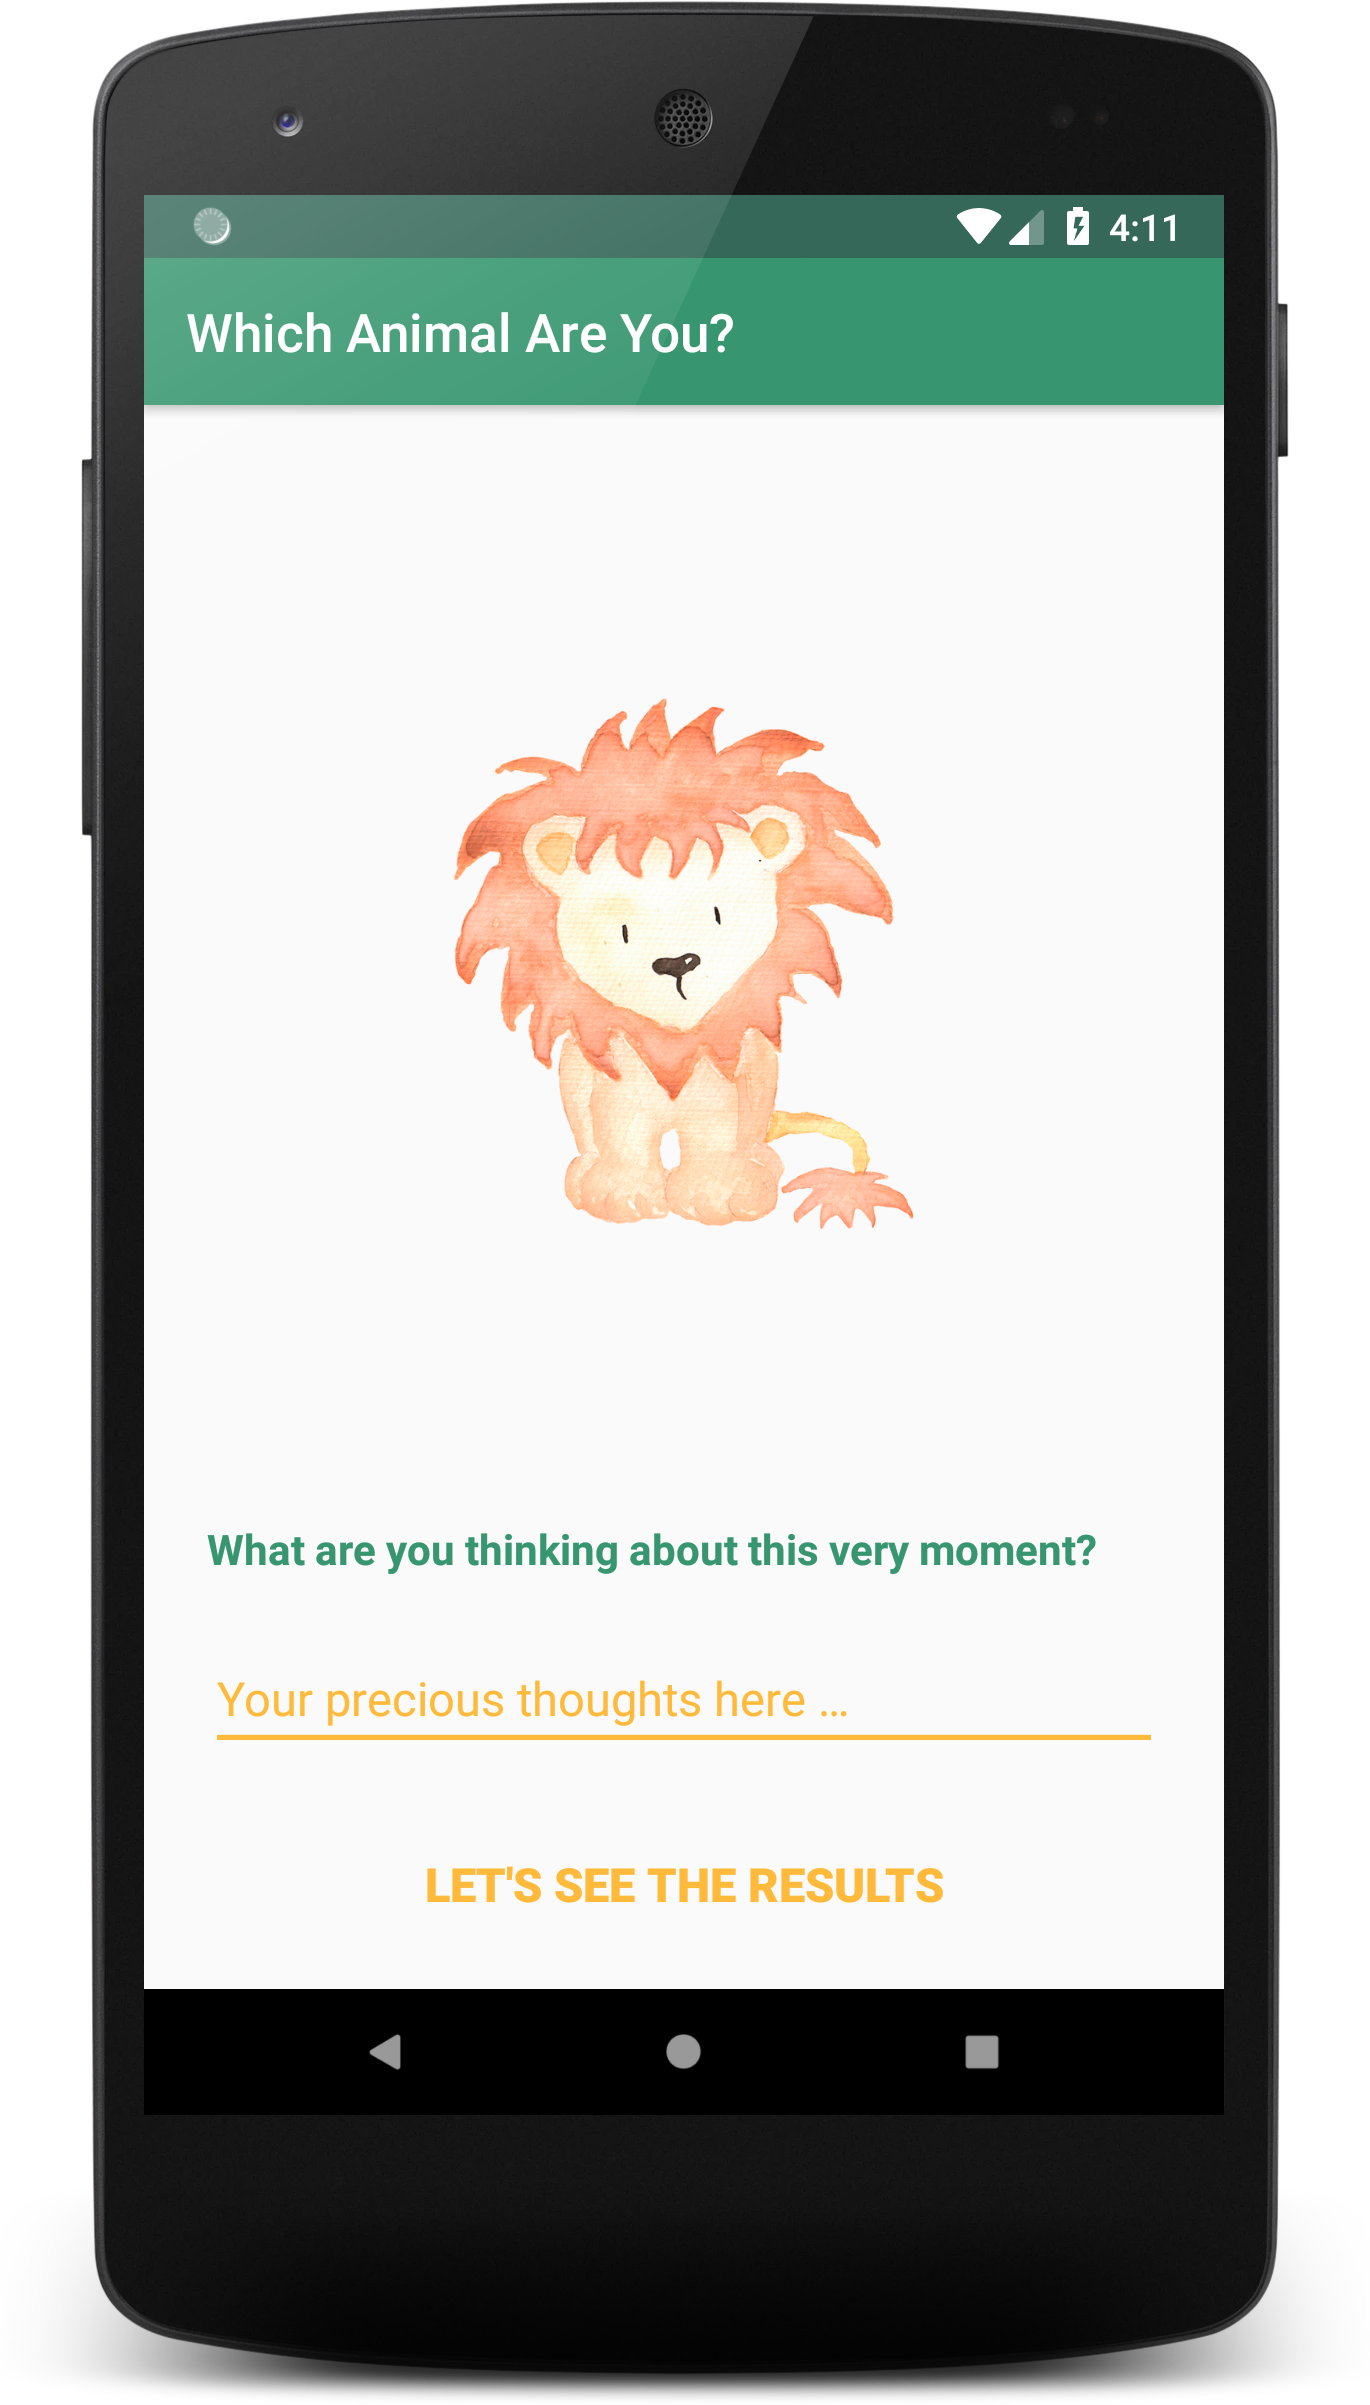 4:11
Which Animal Are You?
What are you thinking about this very moment?
Your precious thoughts here ...
LET'S SEE THE RESULTS